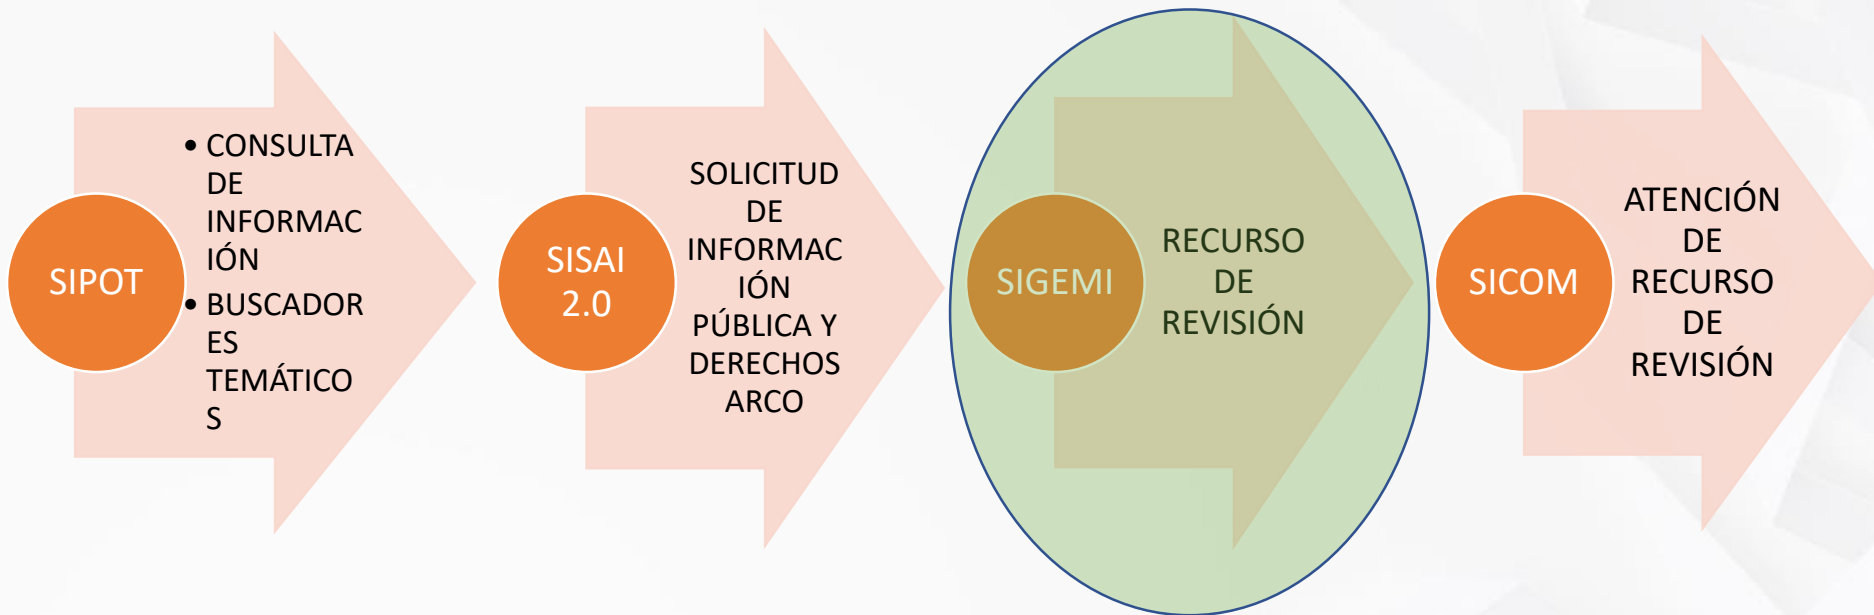 SIPOT
• CONSULTA
DE
INFORMAC
IÓN
• BUSCADOR
ES
TEMÁTICO
S
SISAI
2.0
SOLICITUD
DE
INFORMAC
IÓN
PÚBLICA Y
DERECHOS
ARCO
SIGEMI
RECURSO
DE
REVISIÓN
SICOM
ATENCIÓN
DE
RECURSO
DE
REVISIÓN